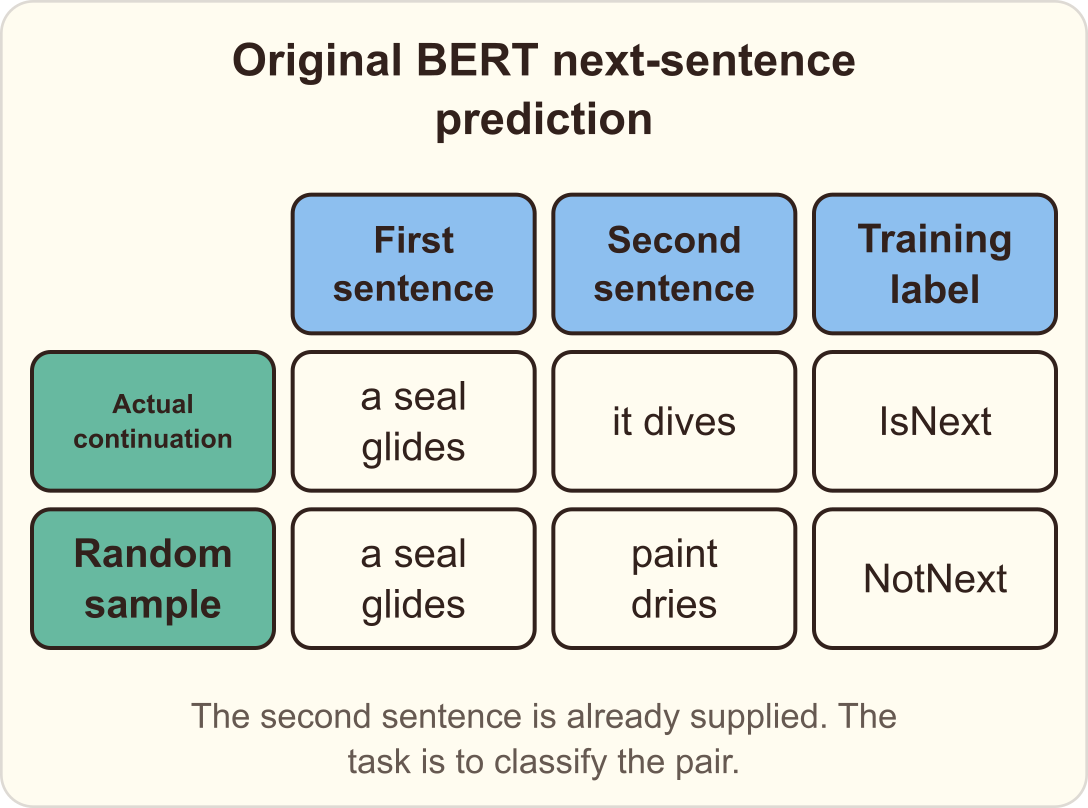 Original BERT next-sentence
prediction
First
sentence
Second
sentence
Training
label
Actual
continuation
a seal
glides
it dives
IsNext
Random
sample
a seal
glides
paint
dries
NotNext
The second sentence is already supplied. The
task is to classify the pair.